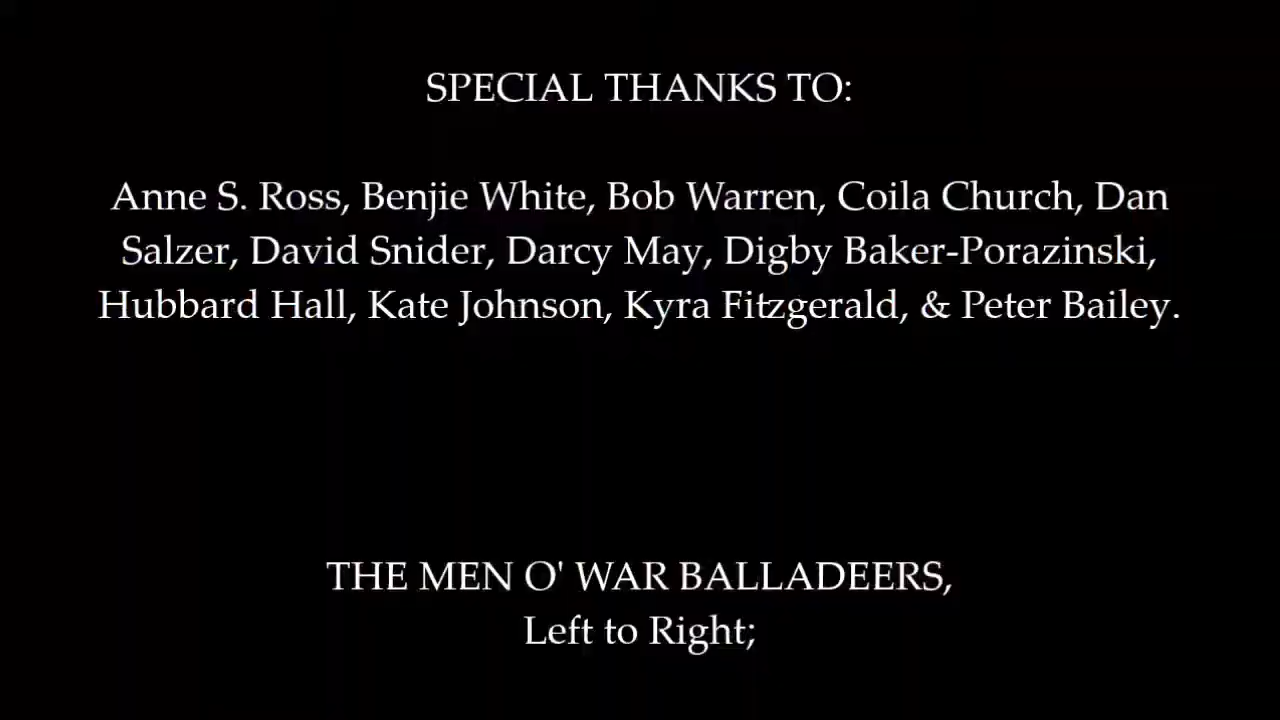 SPECIAL THANKS TO:
Anne S. Ross, Benjie White, Bob Warren, Coila Church, Dan
Salzer, David Snider, Darcy May, Digby Baker-Porazinski,
Hubbard Hall, Kate Johnson, Kyra Fitzgerald, & Peter Bailey.
THE MEN O' WAR BALLADEERS,
Left to Right;